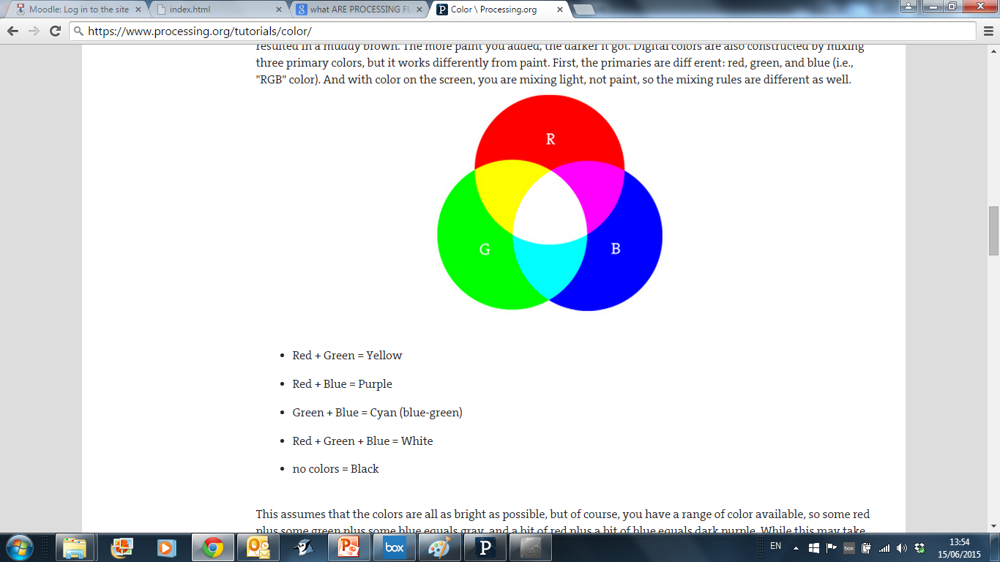 Moodle: Log in to the site
index.html
what ARE PROCESSING FU
Color \ Processing.org
https://www.processing.org/tutorials/color/
resulted in a muddy brown. The more paint you added, the darker it got. Digital colors are also constructed by mixing
three primary colors, but it works differently from paint. First, the primaries are diff erent: red, green, and blue (i.e.,
"RGB" color). And with color on the screen, you are mixing light, not paint, so the mixing rules are different as well.
R
G
B
Red + Green = Yellow
Red + Blue = Purple
Green + Blue = Cyan (blue-green)
Red + Green + Blue = White
no colors = Black
This assumes that the colors are all as bright as possible, but of course, you have a range of color available, so some red
plus some green plus some blue equals gray, and a bit of red plus a bit of blue equals dark purple. While this may take
box
EN
box
13:54
15/06/2015